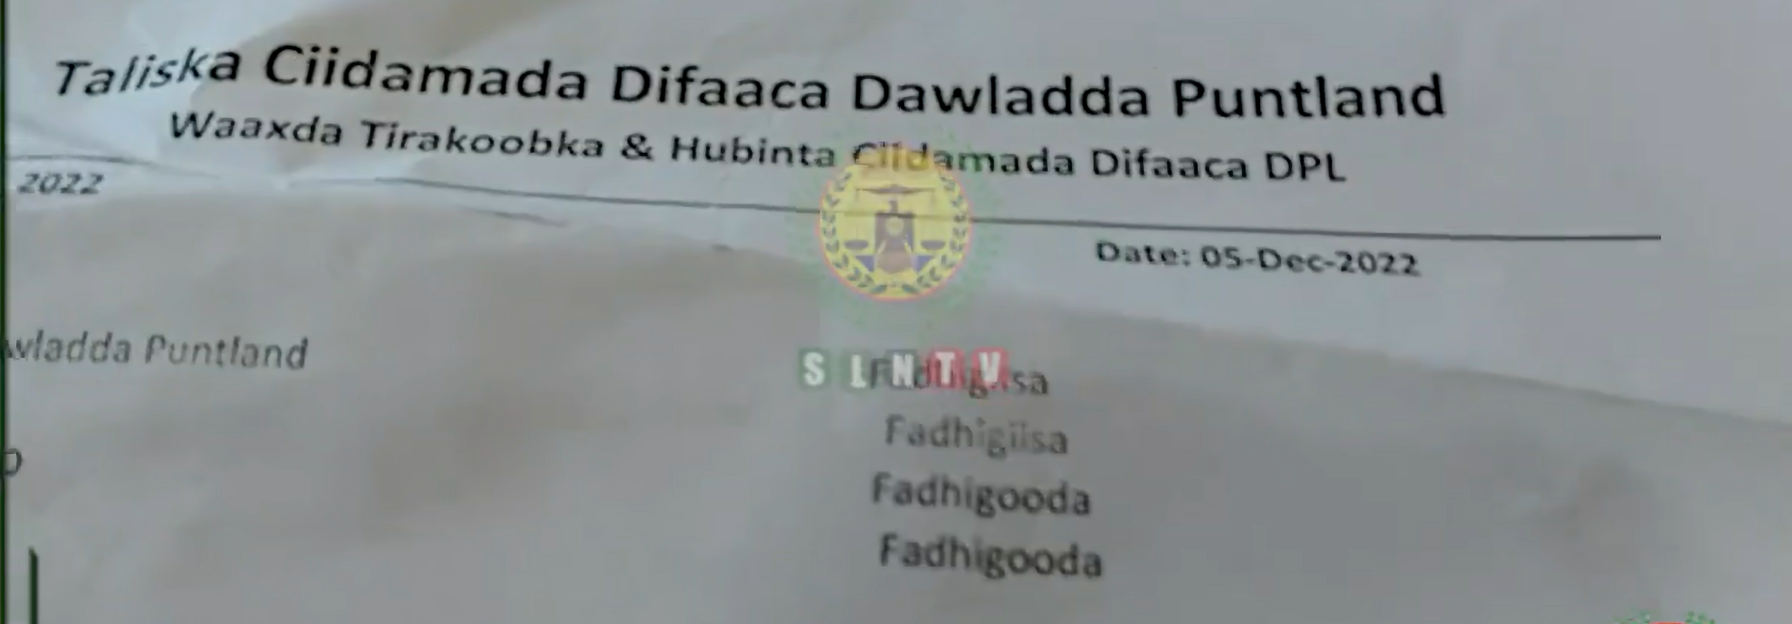 Taliska Ciidamada Difaaca Dawladda Puntland
Waaxda Tirakoobka & Hubinta Ciidamada Difaaca DPL
2022
Date: 05-Dec-2022
wladda Puntland
S L N T V
Fadhigiisa
Fadhigiisa
Fadhigooda
Fadhigooda